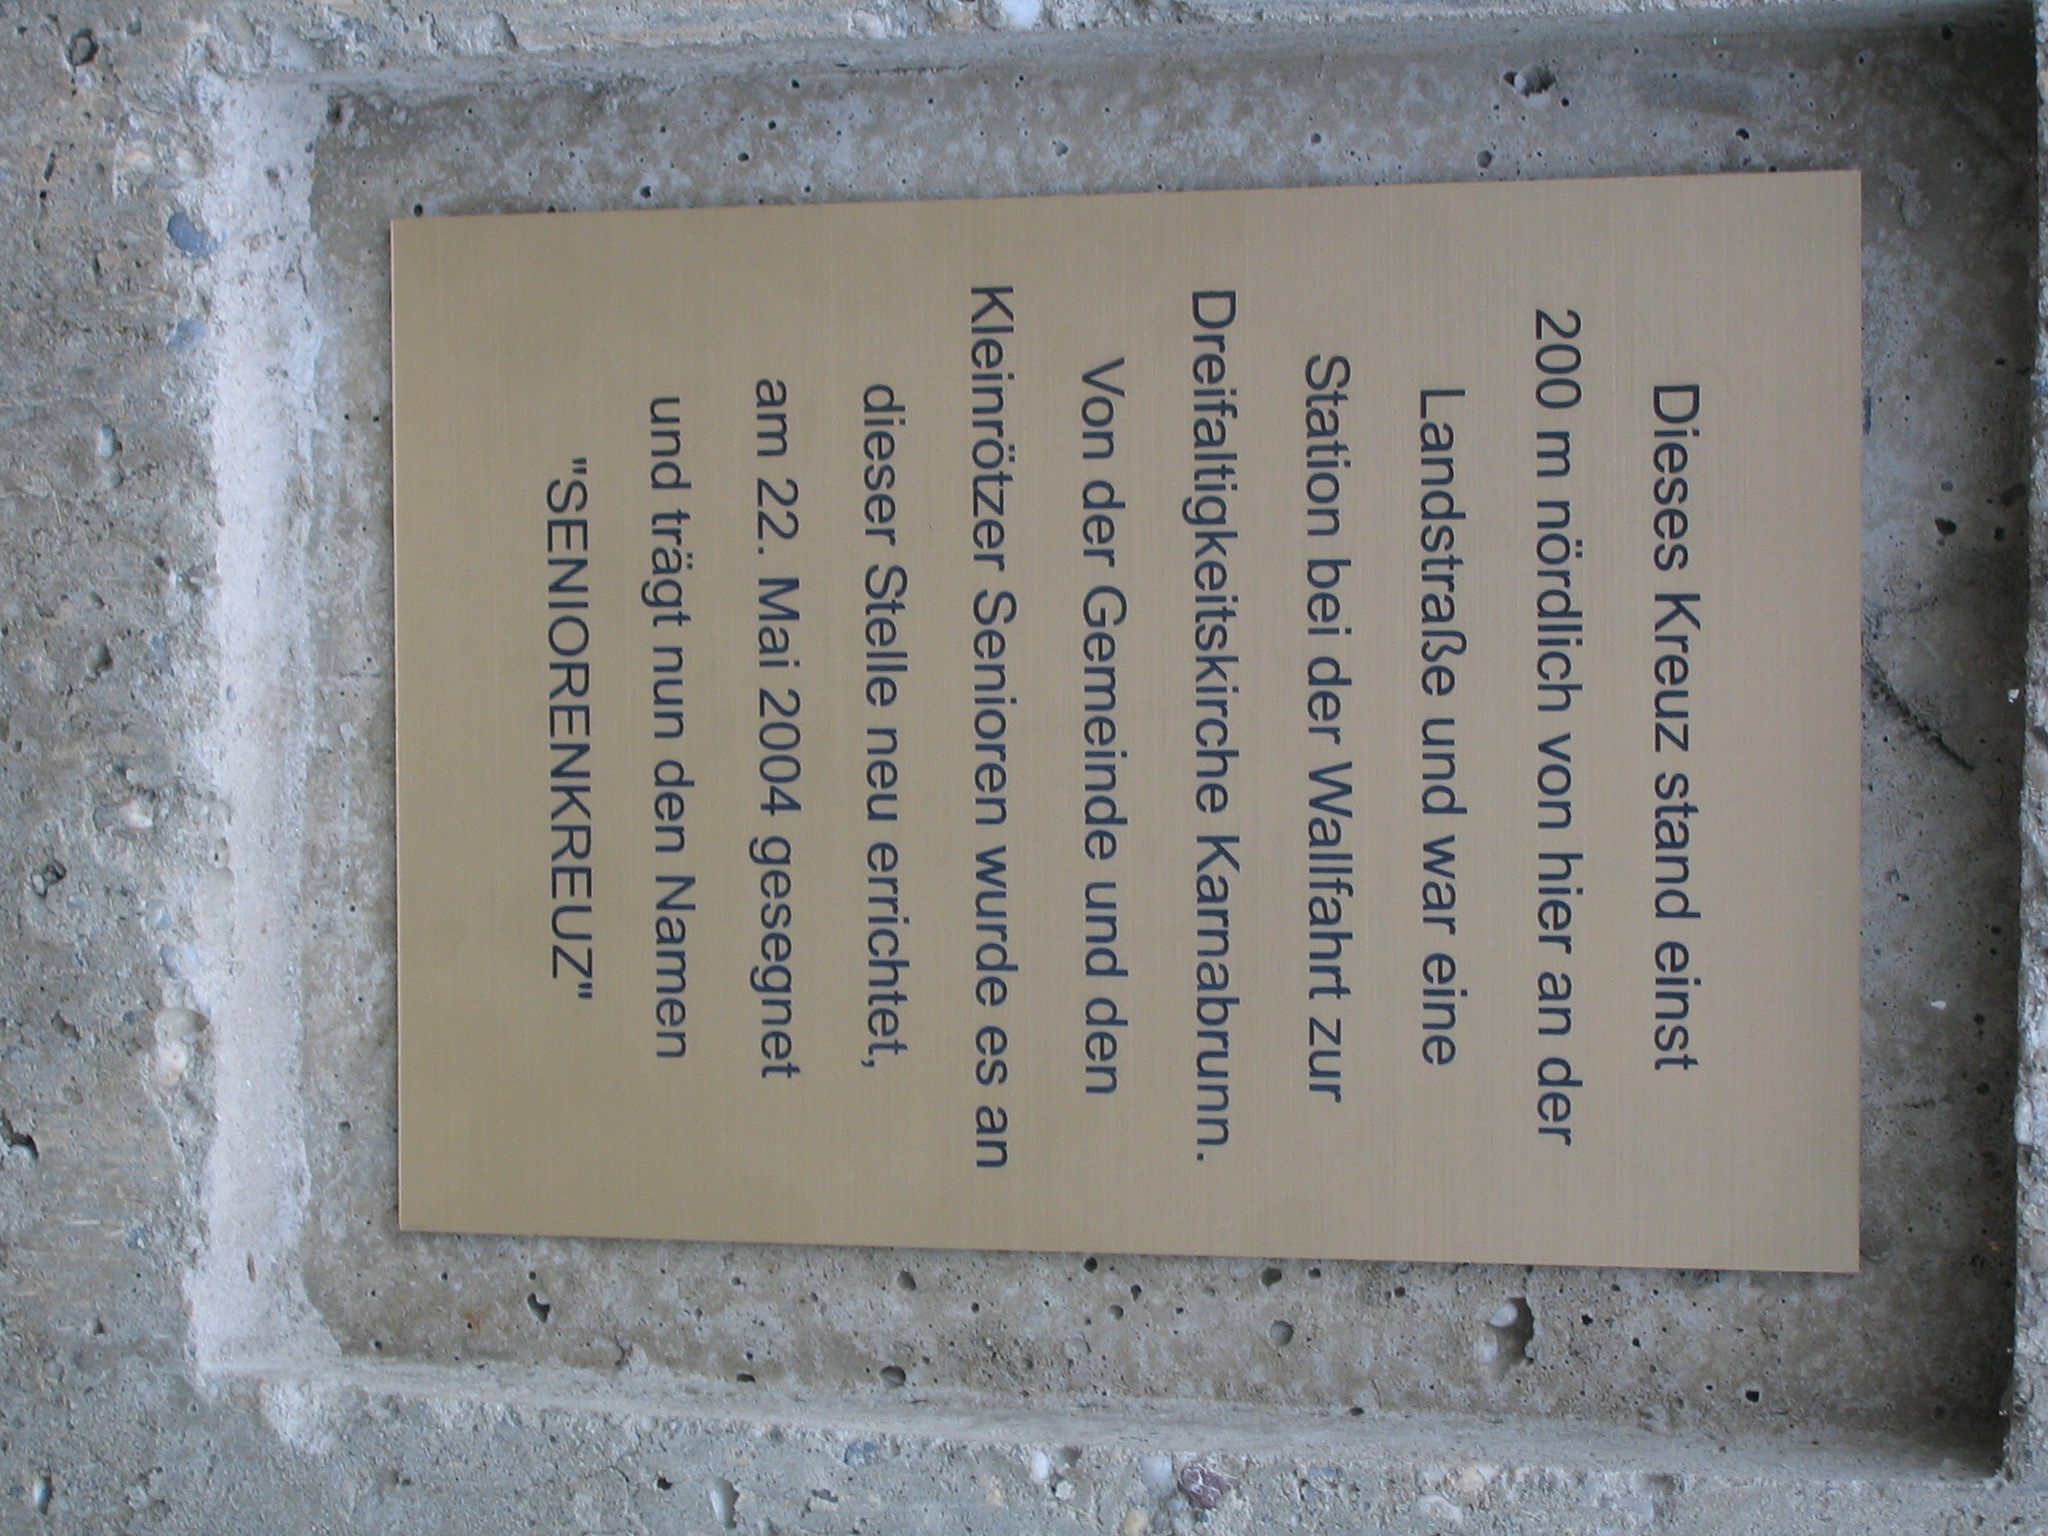 Dieses Kreuz stand einst
200 m nördlich von hier an der
Landstraße und war eine
Station bei der Wallfahrt zur
Dreifaltigkeitskirche Karnabrunn.
Von der Gemeinde und den
Kleinrötzer Senioren wurde es an
dieser Stelle neu errichtet,
am 22. Mai 2004 gesegnet
und trägt nun den Namen
"SENIORENKREUZ"